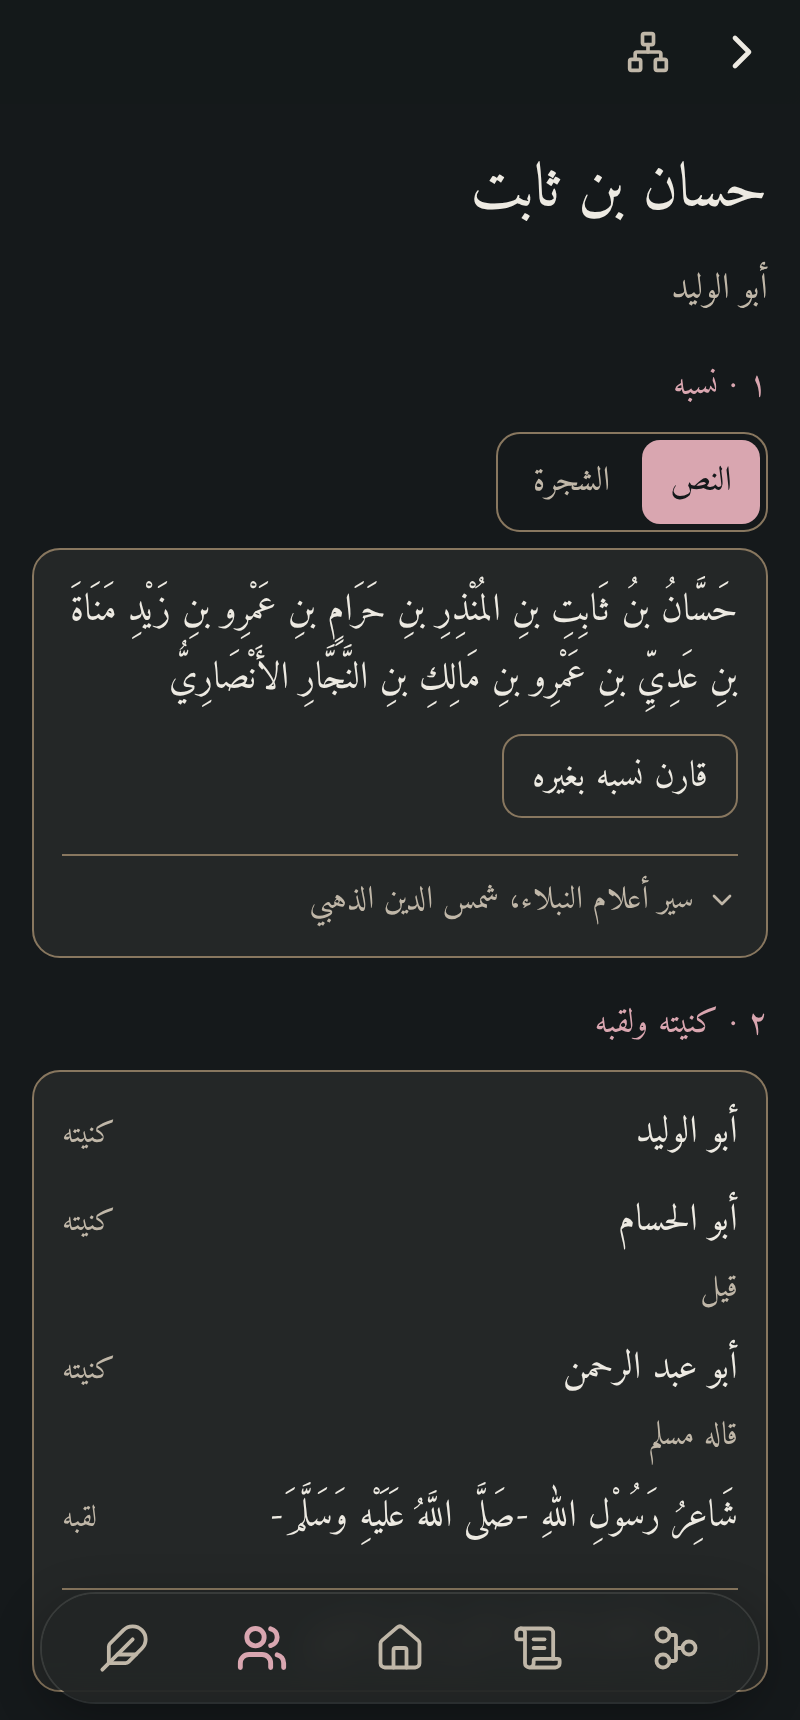 حسان بن ثابت
أبو الوليد
١ · نسبه
النص
الشجرة
حَسَّانُ بنُ ثَابِتِ بنِ المُنْذِرِ بنِ حَرَامٍ بنِ عَمْرِو بنِ زَيْدِ مَنَاةَ
بنِ عَدِيِّ بنِ عَمْرِو بنِ مَالِكِ بنِ النَّجَّارِ الأَنْصَارِيُّ
قارن نسبه بغيره
سير أعلام النبلاء، شمس الدين الذهبي
٢ · كنيته ولقبه
أبو الوليد كنيته
أبو الحسام كنيته
قيل
أبو عبد الرحمن كنيته
قاله مسلم
شَاعِرُ رَسُوْلِ اللهِ -صَلَّى اللَّهُ عَلَيْهِ وَسَلَّمَ- لقبه